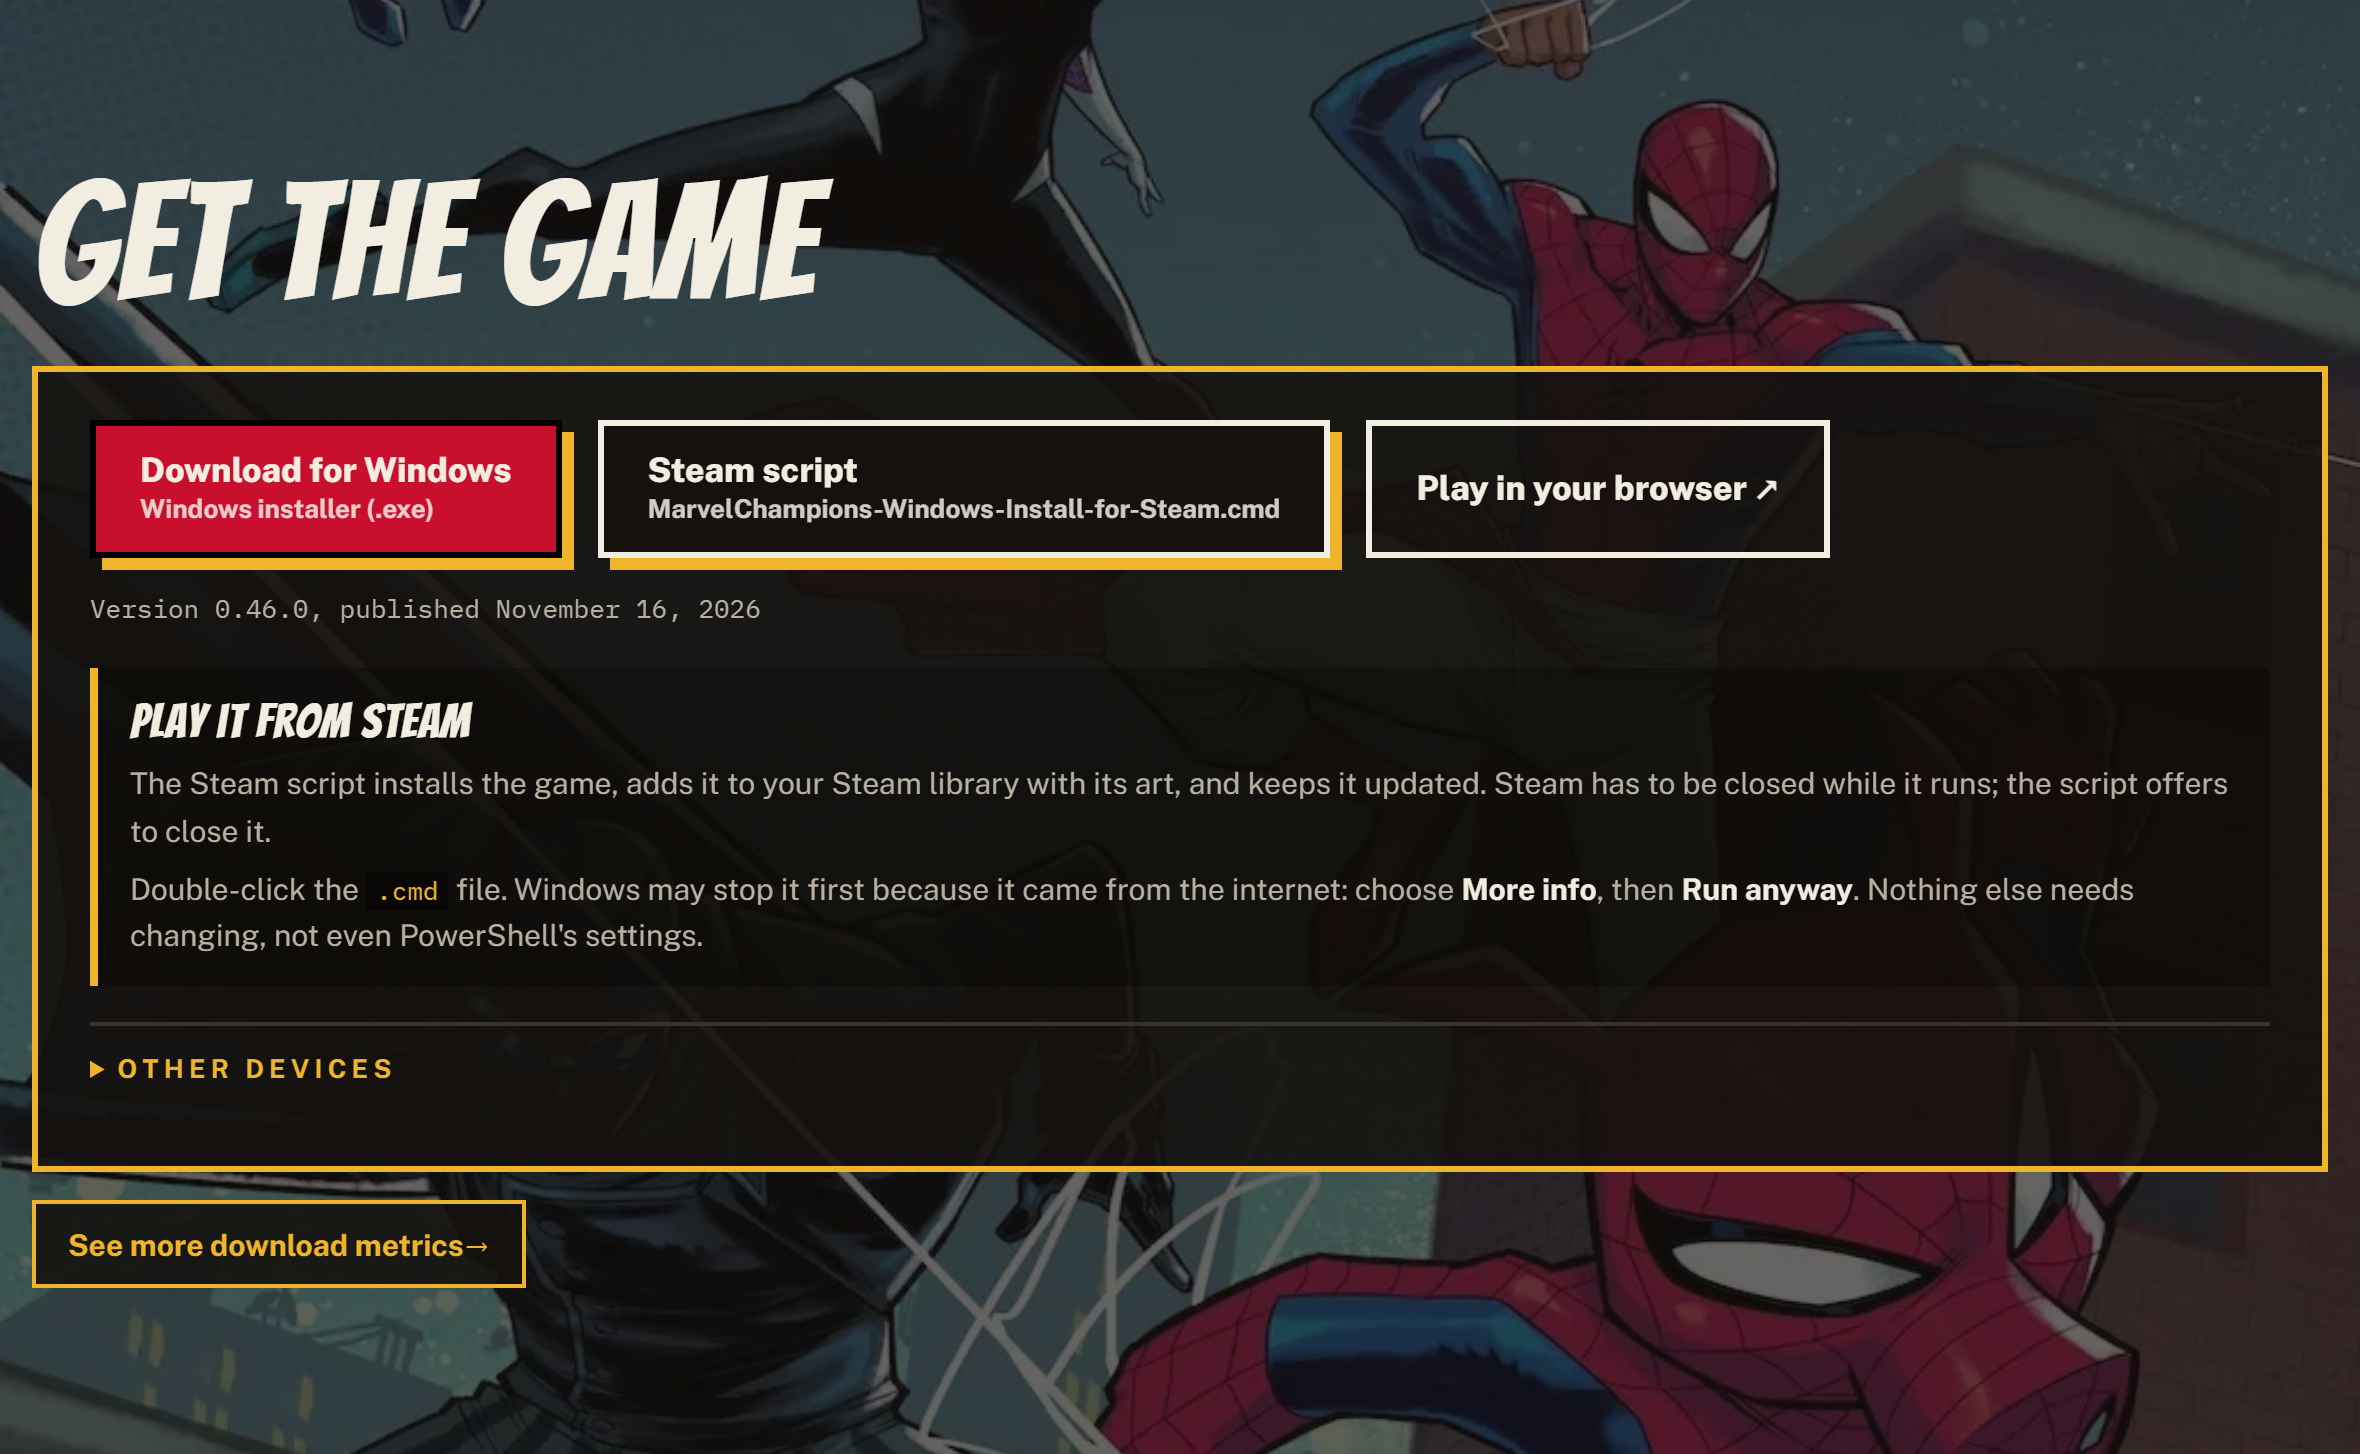 GET THE GAME
Download for Windows
Windows installer (.exe)
Steam script
MarvelChampions-Windows-Install-for-Steam.cmd
Play in your browser ↗
Version 0.46.0, published November 16, 2026
PLAY IT FROM STEAM
The Steam script installs the game, adds it to your Steam library with its art, and keeps it updated. Steam has to be closed while it runs; the script offers
to close it.
Double-click the .cmd file. Windows may stop it first because it came from the internet: choose More info, then Run anyway. Nothing else needs
changing, not even PowerShell's settings.
▶ OTHER DEVICES
See more download metrics→